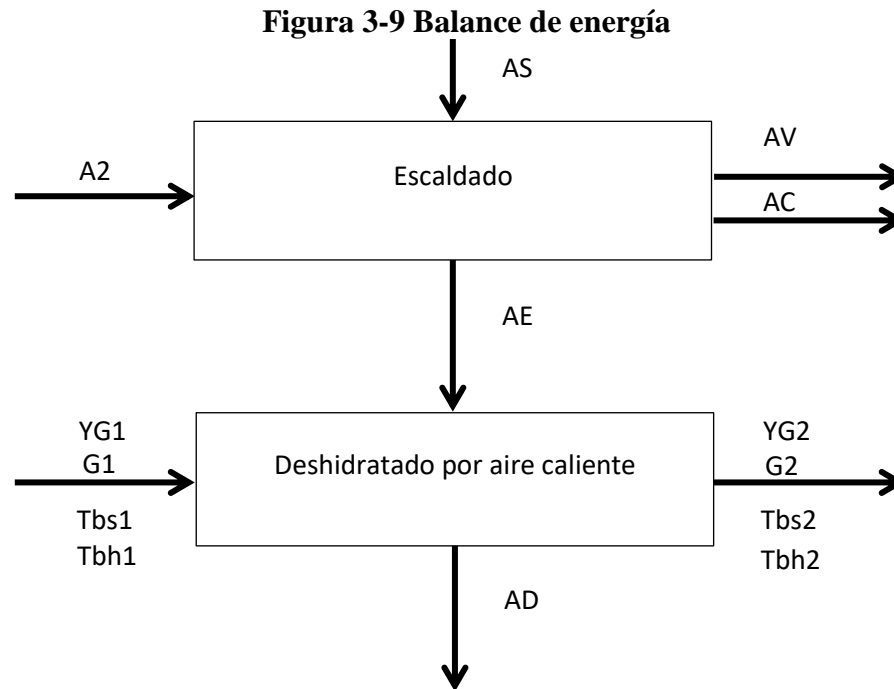 Figura 3-9 Balance de energía
AS
A2
Escaldado
AV
AC
AE
YG1
G1
Tbs1
Tbh1
Deshidratado por aire caliente
YG2
G2
Tbs2
Tbh2
AD